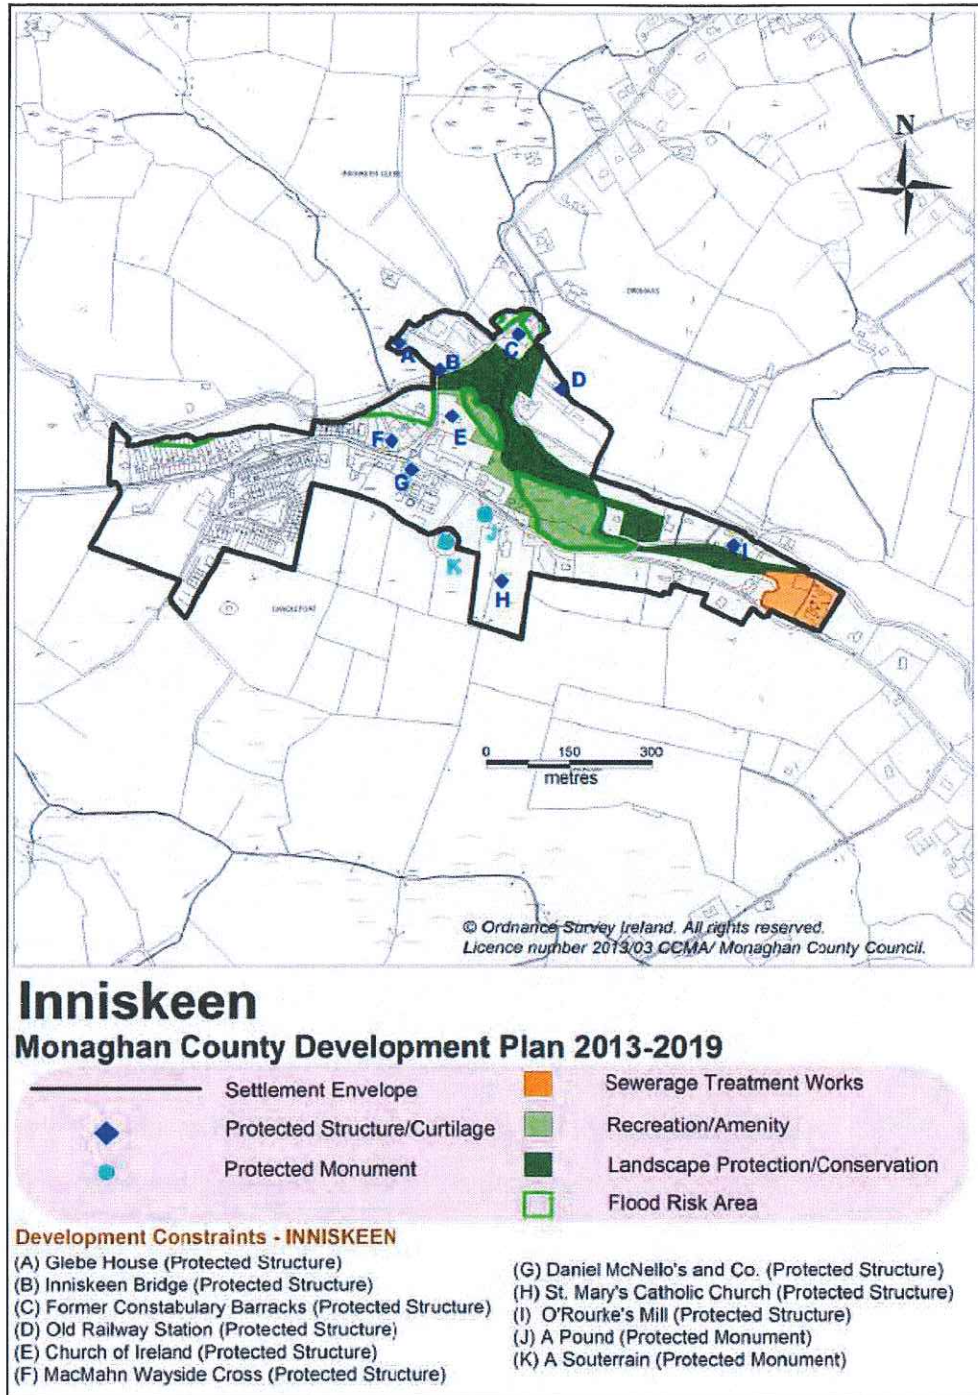 N
A
B
C
D
E
F
G
H
I
J
K
0 150 300
metres
© Ordnance Survey Ireland. All rights reserved.
Licence number 2013/03 CCMA/ Monaghan County Council.
Inniskeen
Monaghan County Development Plan 2013-2019
Settlement Envelope
Protected Structure/Curtilage
Protected Monument
Sewerage Treatment Works
Recreation/Amenity
Landscape Protection/Conservation
Flood Risk Area
Development Constraints - INNISKEEN
(A) Glebe House (Protected Structure)
(B) Inniskeen Bridge (Protected Structure)
(C) Former Constabulary Barracks (Protected Structure)
(D) Old Railway Station (Protected Structure)
(E) Church of Ireland (Protected Structure)
(F) MacMahn Wayside Cross (Protected Structure)
(G) Daniel McNello's and Co. (Protected Structure)
(H) St. Mary's Catholic Church (Protected Structure)
(I) O'Rourke's Mill (Protected Structure)
(J) A Pound (Protected Monument)
(K) A Souterrain (Protected Monument)